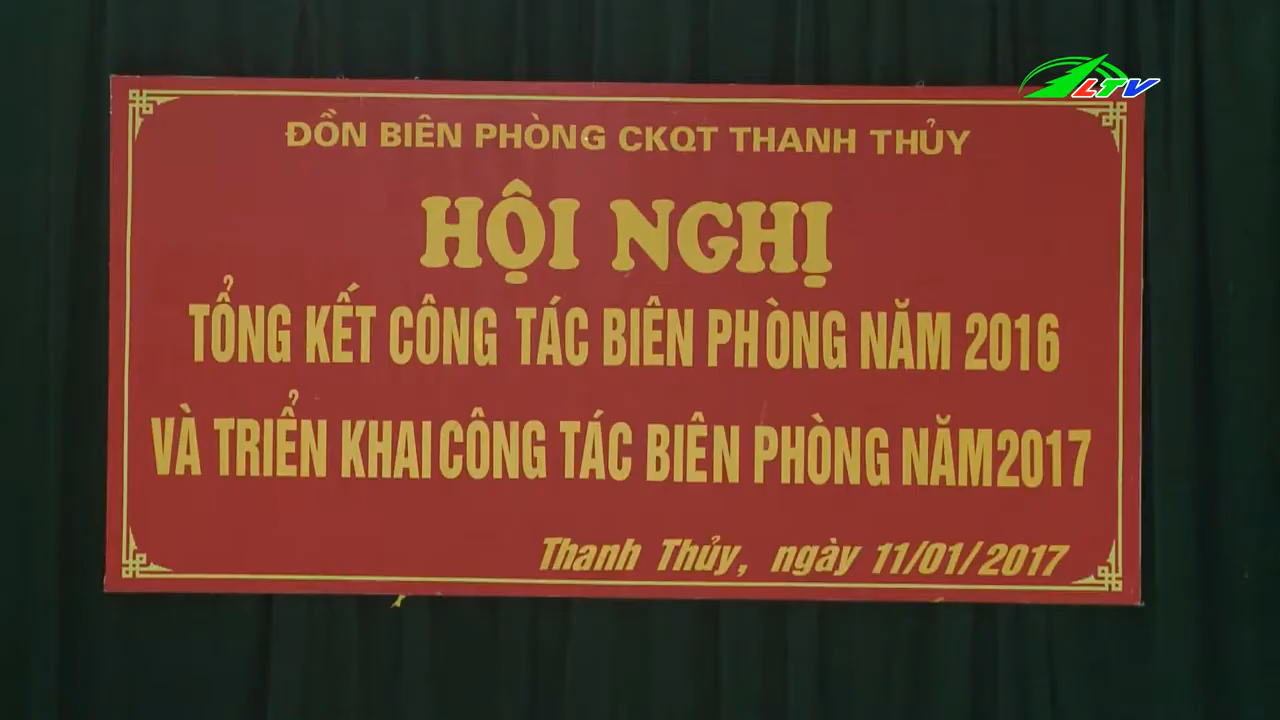 LTV
ĐỒN BIÊN PHÒNG CKQT THANH THỦY
HỘI NGHỊ
TỔNG KẾT CÔNG TÁC BIÊN PHÒNG NĂM 2016
VÀ TRIỂN KHAI CÔNG TÁC BIÊN PHÒNG NĂM 2017
Thanh Thủy, ngày 11/01/2017